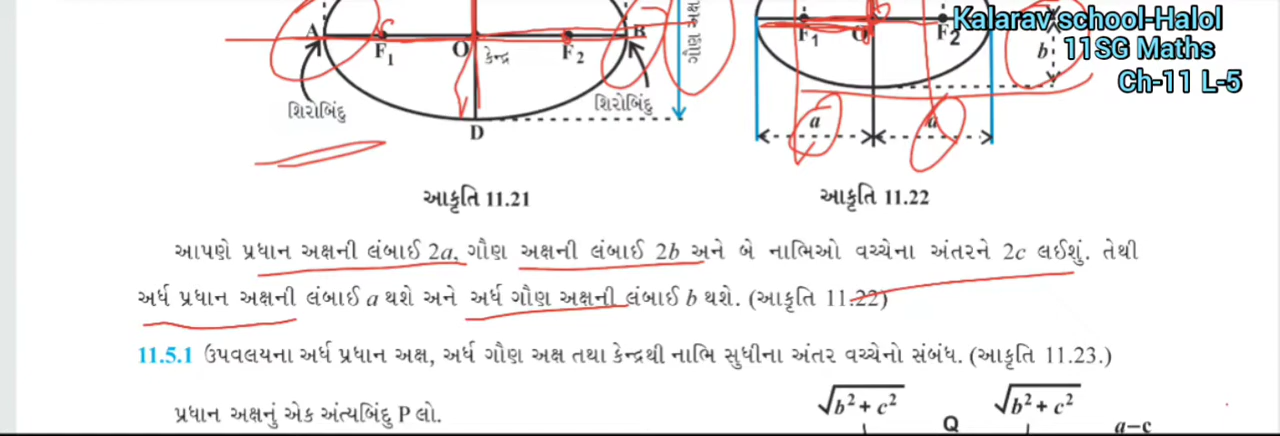 Kalarav school-Halol
11SG Maths
Ch-11 L-5
A F₁ O કેન્દ્ર F₂ B
ગૌણ અક્ષ
F₁ F₂ b
શિરોબિંદુ શિરોબિંદુ
D
a a
આકૃતિ 11.21 આકૃતિ 11.22
આપણે પ્રધાન અક્ષની લંબાઈ 2a, ગૌણ અક્ષની લંબાઈ 2b અને બે નાભિઓ વચ્ચેના અંતરને 2c લઈશું. તેથી
અર્ધ પ્રધાન અક્ષની લંબાઈ a થશે અને અર્ધ ગૌણ અક્ષની લંબાઈ b થશે. (આકૃતિ 11.22)
11.5.1 ઉપવલયના અર્ધ પ્રધાન અક્ષ, અર્ધ ગૌણ અક્ષ તથા કેન્દ્રથી નાભિ સુધીના અંતર વચ્ચેનો સંબંધ. (આકૃતિ 11.23.)
પ્રધાન અક્ષનું એક અંત્યબિંદુ P લો.
√b² + c² Q √b² + c² a–c